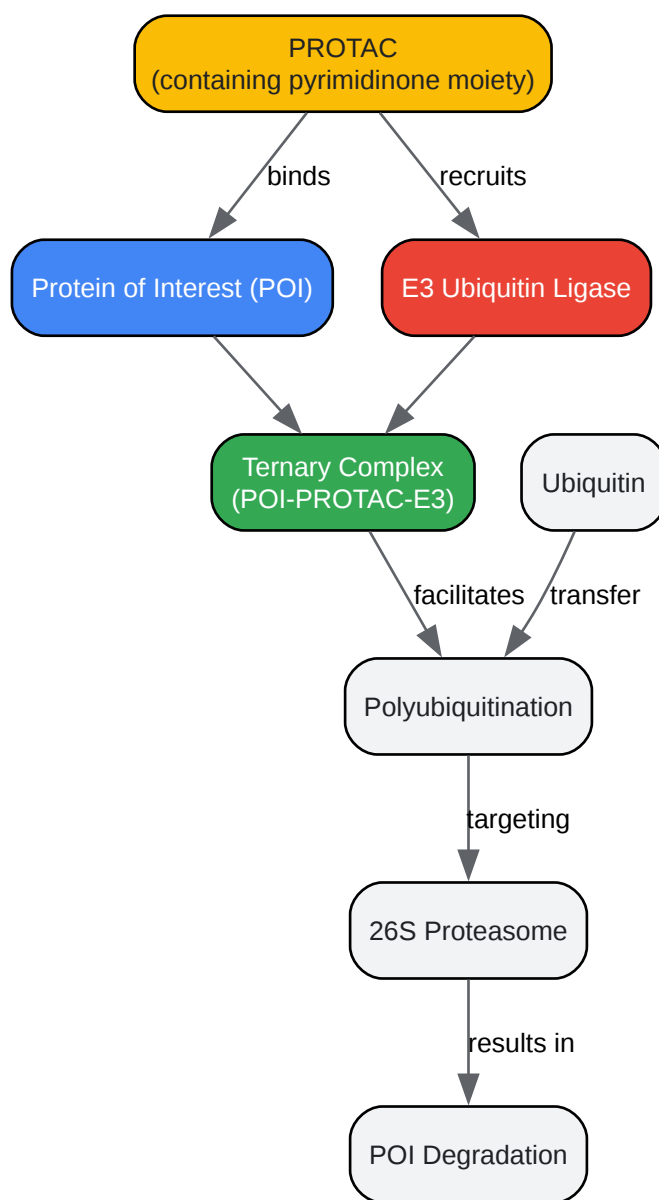 PROTAC
(containing pyrimidinone moiety)
binds
recruits
Protein of Interest (POI)
E3 Ubiquitin Ligase
Ternary Complex
(POI-PROTAC-E3)
Ubiquitin
facilitates
transfer
Polyubiquitination
targeting
26S Proteasome
results in
POI Degradation